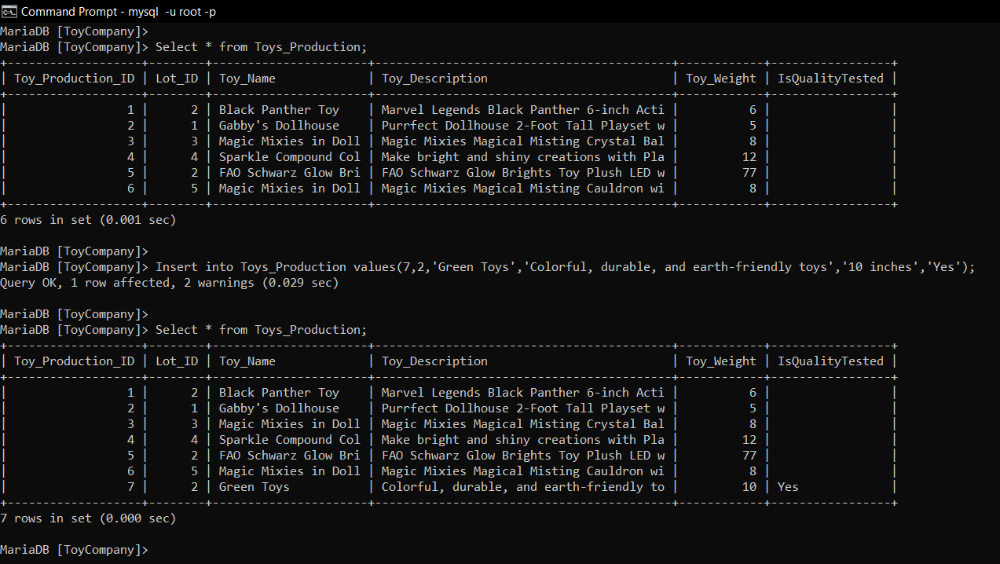 Command Prompt - mysql  -u root -p
MariaDB [ToyCompany]>
MariaDB [ToyCompany]> Select * from Toys_Production;
+-------------------+--------+----------------------+------------------------------------------+------------+-----------------+
| Toy_Production_ID | Lot_ID | Toy_Name             | Toy_Description                          | Toy_Weight | IsQualityTested |
+-------------------+--------+----------------------+------------------------------------------+------------+-----------------+
|                 1 |      2 | Black Panther Toy    | Marvel Legends Black Panther 6-inch Acti |          6 |                 |
|                 2 |      1 | Gabby's Dollhouse    | Purrfect Dollhouse 2-Foot Tall Playset w |          5 |                 |
|                 3 |      3 | Magic Mixies in Doll | Magic Mixies Magical Misting Crystal Bal |          8 |                 |
|                 4 |      4 | Sparkle Compound Col | Make bright and shiny creations with Pla |         12 |                 |
|                 5 |      2 | FAO Schwarz Glow Bri | FAO Schwarz Glow Brights Toy Plush LED w |         77 |                 |
|                 6 |      5 | Magic Mixies in Doll | Magic Mixies Magical Misting Cauldron wi |          8 |                 |
+-------------------+--------+----------------------+------------------------------------------+------------+-----------------+
6 rows in set (0.001 sec)
MariaDB [ToyCompany]>
MariaDB [ToyCompany]> Insert into Toys_Production values(7,2,'Green Toys','Colorful, durable, and earth-friendly toys','10 inches','Yes');
Query OK, 1 row affected, 2 warnings (0.029 sec)
MariaDB [ToyCompany]>
MariaDB [ToyCompany]> Select * from Toys_Production;
+-------------------+--------+----------------------+------------------------------------------+------------+-----------------+
| Toy_Production_ID | Lot_ID | Toy_Name             | Toy_Description                          | Toy_Weight | IsQualityTested |
+-------------------+--------+----------------------+------------------------------------------+------------+-----------------+
|                 1 |      2 | Black Panther Toy    | Marvel Legends Black Panther 6-inch Acti |          6 |                 |
|                 2 |      1 | Gabby's Dollhouse    | Purrfect Dollhouse 2-Foot Tall Playset w |          5 |                 |
|                 3 |      3 | Magic Mixies in Doll | Magic Mixies Magical Misting Crystal Bal |          8 |                 |
|                 4 |      4 | Sparkle Compound Col | Make bright and shiny creations with Pla |         12 |                 |
|                 5 |      2 | FAO Schwarz Glow Bri | FAO Schwarz Glow Brights Toy Plush LED w |         77 |                 |
|                 6 |      5 | Magic Mixies in Doll | Magic Mixies Magical Misting Cauldron wi |          8 |                 |
|                 7 |      2 | Green Toys           | Colorful, durable, and earth-friendly to |         10 | Yes             |
+-------------------+--------+----------------------+------------------------------------------+------------+-----------------+
7 rows in set (0.000 sec)
MariaDB [ToyCompany]>